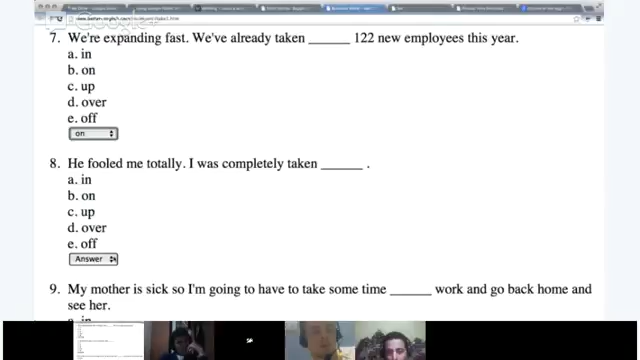 7. We're expanding fast. We've already taken ______ 122 new employees this year.
a. in
b. on
c. up
d. over
e. off
on
8. He fooled me totally. I was completely taken ______ .
a. in
b. on
c. up
d. over
e. off
Answer
9. My mother is sick so I'm going to have to take some time ______ work and go back home and
see her.
a. in